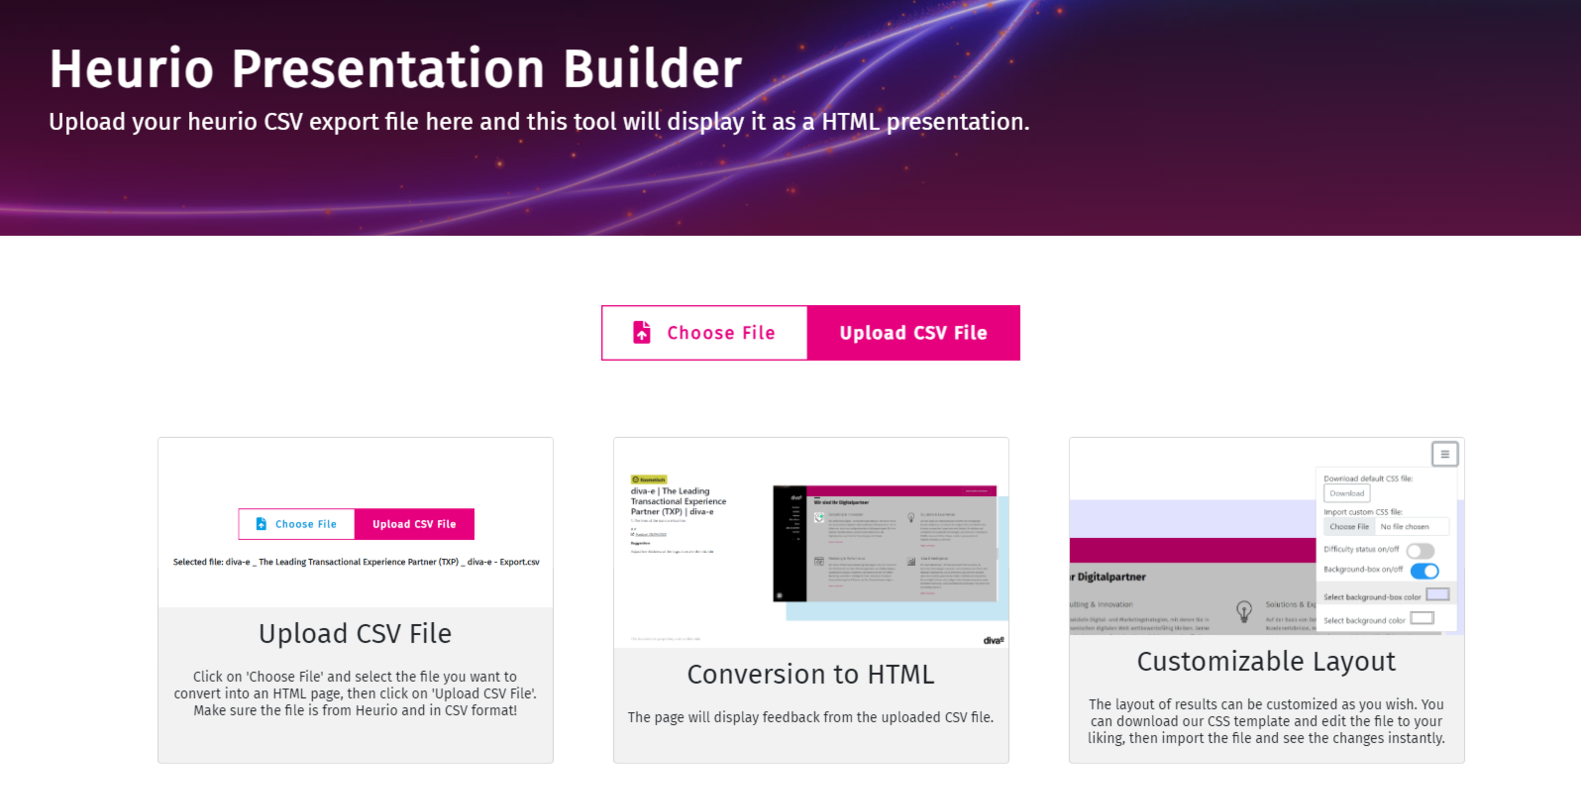 Heurio Presentation Builder
Upload your heurio CSV export file here and this tool will display it as a HTML presentation.
Choose File
Upload CSV File
Choose File
Upload CSV File
Selected file: diva-e _ The Leading Transactional Experience Partner (TXP) _ diva-e - Export.csv
Upload CSV File
Click on 'Choose File' and select the file you want to
convert into an HTML page, then click on 'Upload CSV File'.
Make sure the file is from Heurio and in CSV format!
Kosmetisch
diva-e | The Leading
Transactional Experience
Partner (TXP) | diva-e
Suggestion
Wir sind Ihr Digitalpartner
diva-e
Conversion to HTML
The page will display feedback from the uploaded CSV file.
Download default CSS file:
Download
Import custom CSS file:
Choose File
No file chosen
Difficulty status on/off
Background-box on/off
Select background-box color
Select background color
r Digitalpartner
ulting & Innovation
Solutions & Ex
Customizable Layout
The layout of results can be customized as you wish. You
can download our CSS template and edit the file to your
liking, then import the file and see the changes instantly.